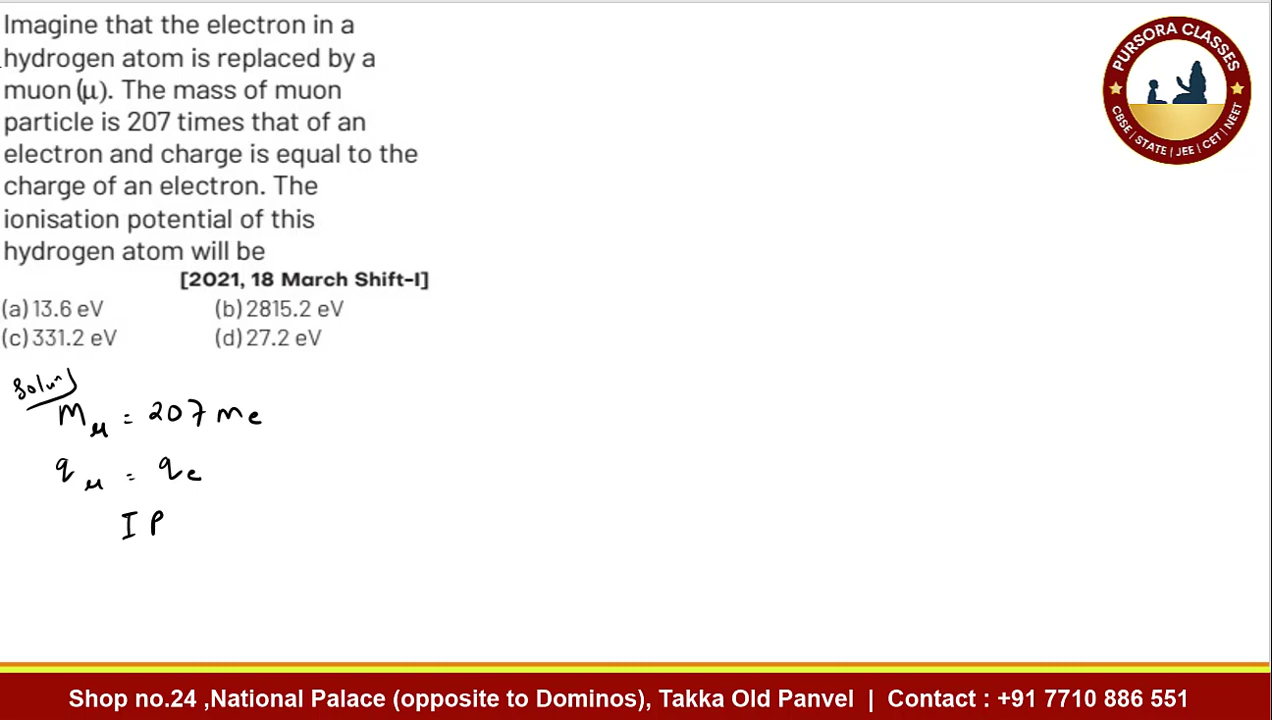 Imagine that the electron in a
hydrogen atom is replaced by a
muon (μ). The mass of muon
particle is 207 times that of an
electron and charge is equal to the
charge of an electron. The
ionisation potential of this
hydrogen atom will be
[2021, 18 March Shift-I]
(a) 13.6 eV (b) 2815.2 eV
(c) 331.2 eV (d) 27.2 eV
Soluⁿ
M_μ = 207 me
q_μ = qe
I P
PURSORA CLASSES
CBSE | STATE | JEE | CET | NEET
Shop no.24 ,National Palace (opposite to Dominos), Takka Old Panvel | Contact : +91 7710 886 551